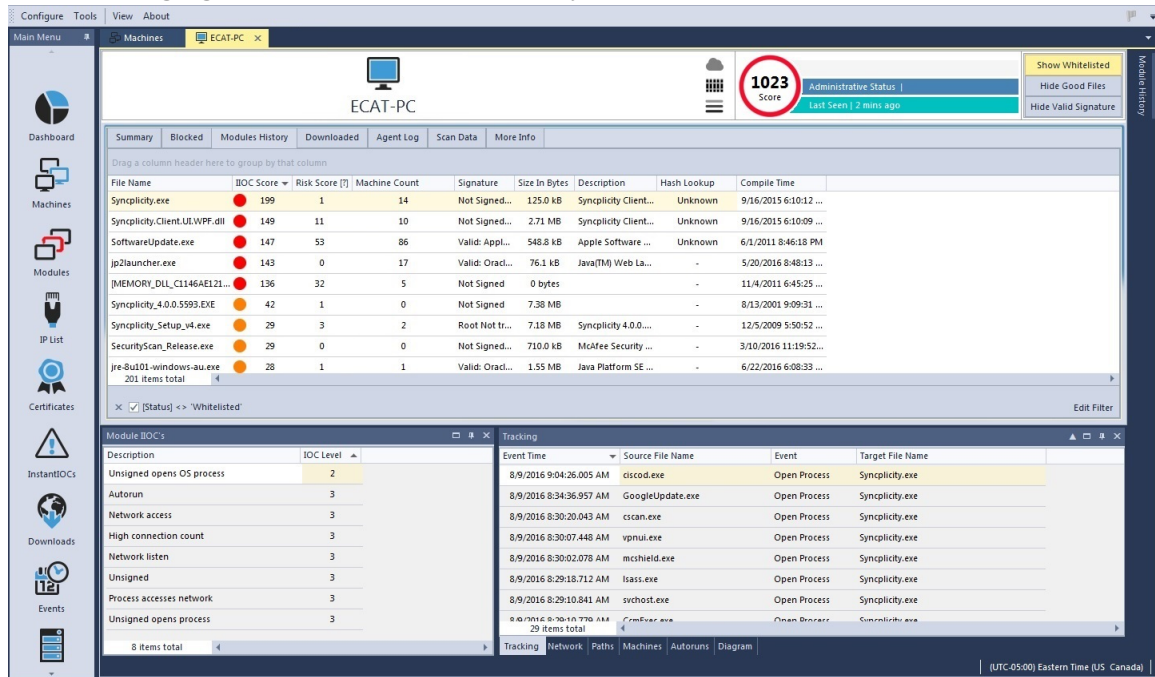 Configure Tools View About
Main Menu
Machines
ECAT-PC
Module History
ECAT-PC
1023
Score
Administrative Status |
Last Seen | 2 mins ago
Show Whitelisted
Hide Good Files
Hide Valid Signature
Dashboard
Machines
Modules
IP List
Certificates
InstantIOCs
Downloads
Events
Summary Blocked Modules History Downloaded Agent Log Scan Data More Info
Drag a column header here to group by that column
File Name IIOC Score Risk Score [?] Machine Count Signature Size In Bytes Description Hash Lookup Compile Time
Syncplicity.exe 199 1 14 Not Signed... 125.0 kB Syncplicity Client... Unknown 9/16/2015 6:10:12 ...
Syncplicity.Client.UI.WPF.dll 149 11 10 Not Signed... 2.71 MB Syncplicity Client... Unknown 9/16/2015 6:10:09 ...
SoftwareUpdate.exe 147 53 86 Valid: Appl... 548.8 kB Apple Software ... Unknown 6/1/2011 8:46:18 PM
jp2launcher.exe 143 0 17 Valid: Oracl... 76.1 kB Java(TM) Web La... - 5/20/2016 8:48:13 ...
[MEMORY_DLL_C1146AE121... 136 32 5 Not Signed 0 bytes - 11/4/2011 6:45:25 ...
Syncplicity_4.0.0.5593.EXE 42 1 0 Not Signed 7.38 MB - 8/13/2001 9:09:31 ...
Syncplicity_Setup_v4.exe 29 3 2 Root Not tr... 7.18 MB Syncplicity 4.0.0.... - 12/5/2009 5:50:52 ...
SecurityScan_Release.exe 29 0 0 Not Signed... 710.0 kB McAfee Security ... - 3/10/2016 11:19:52...
jre-8u101-windows-au.exe 28 1 1 Valid: Oracl... 1.55 MB Java Platform SE ... - 6/22/2016 6:08:33 ...
201 items total
[Status] <> 'Whitelisted'
Edit Filter
Module IIOC's
Description IOC Level
Unsigned opens OS process 2
Autorun 3
Network access 3
High connection count 3
Network listen 3
Unsigned 3
Process accesses network 3
Unsigned opens process 3
8 items total
Tracking
Event Time Source File Name Event Target File Name
8/9/2016 9:04:26.005 AM ciscod.exe Open Process Syncplicity.exe
8/9/2016 8:34:36.957 AM GoogleUpdate.exe Open Process Syncplicity.exe
8/9/2016 8:30:20.043 AM cscan.exe Open Process Syncplicity.exe
8/9/2016 8:30:07.448 AM vpnui.exe Open Process Syncplicity.exe
8/9/2016 8:30:02.078 AM mcshield.exe Open Process Syncplicity.exe
8/9/2016 8:29:18.712 AM lsass.exe Open Process Syncplicity.exe
8/9/2016 8:29:10.841 AM svchost.exe Open Process Syncplicity.exe
8/9/2016 8:29:10.779 AM CcmExec.exe Open Process Syncplicity.exe
29 items total
Tracking Network Paths Machines Autoruns Diagram
(UTC-05:00) Eastern Time (US Canada)